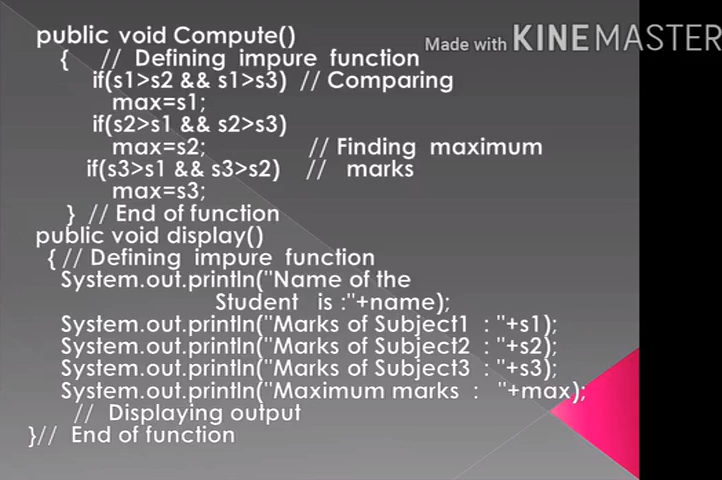 public void Compute()
Made with KINEMASTER
{ // Defining impure function
if(s1>s2 && s1>s3) // Comparing
max=s1;
if(s2>s1 && s2>s3)
max=s2; // Finding maximum
if(s3>s1 && s3>s2) // marks
max=s3;
} // End of function
public void display()
{ // Defining impure function
System.out.println("Name of the
Student is :"+name);
System.out.println("Marks of Subject1 : "+s1);
System.out.println("Marks of Subject2 : "+s2);
System.out.println("Marks of Subject3 : "+s3);
System.out.println("Maximum marks : "+max);
// Displaying output
}// End of function